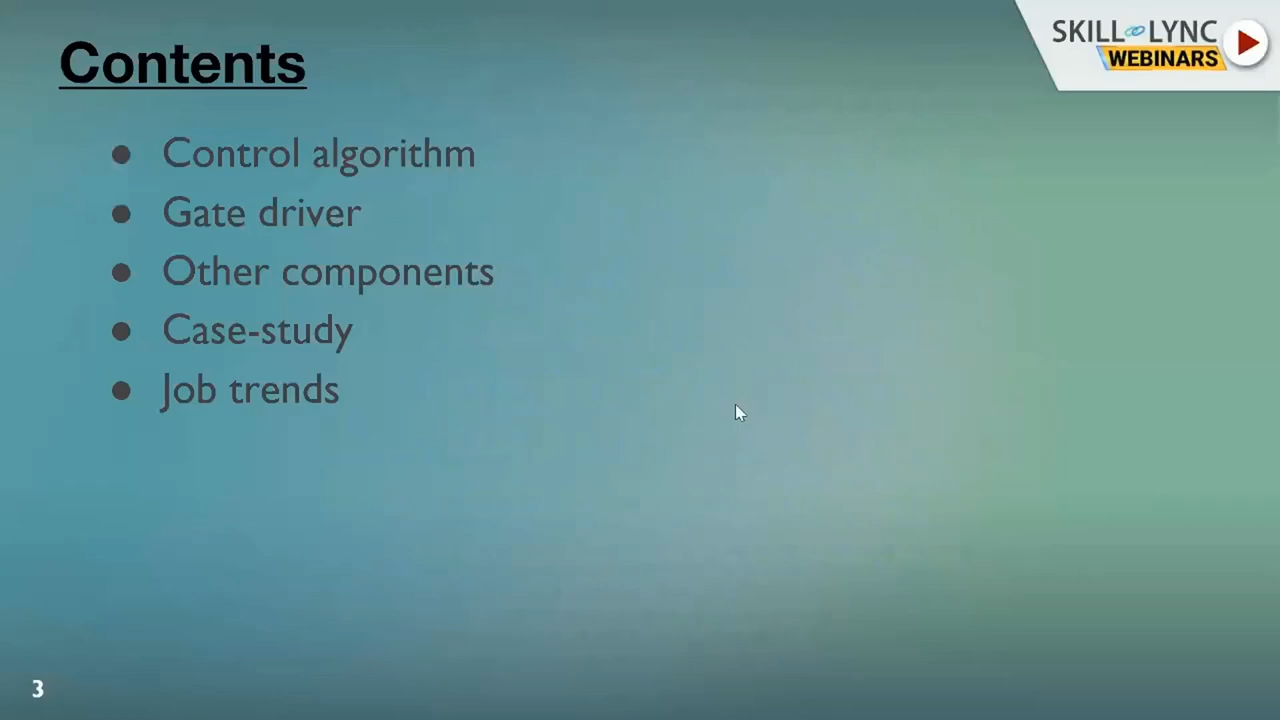 Contents
SKILL LYNC
WEBINARS
● Control algorithm
● Gate driver
● Other components
● Case-study
● Job trends
3